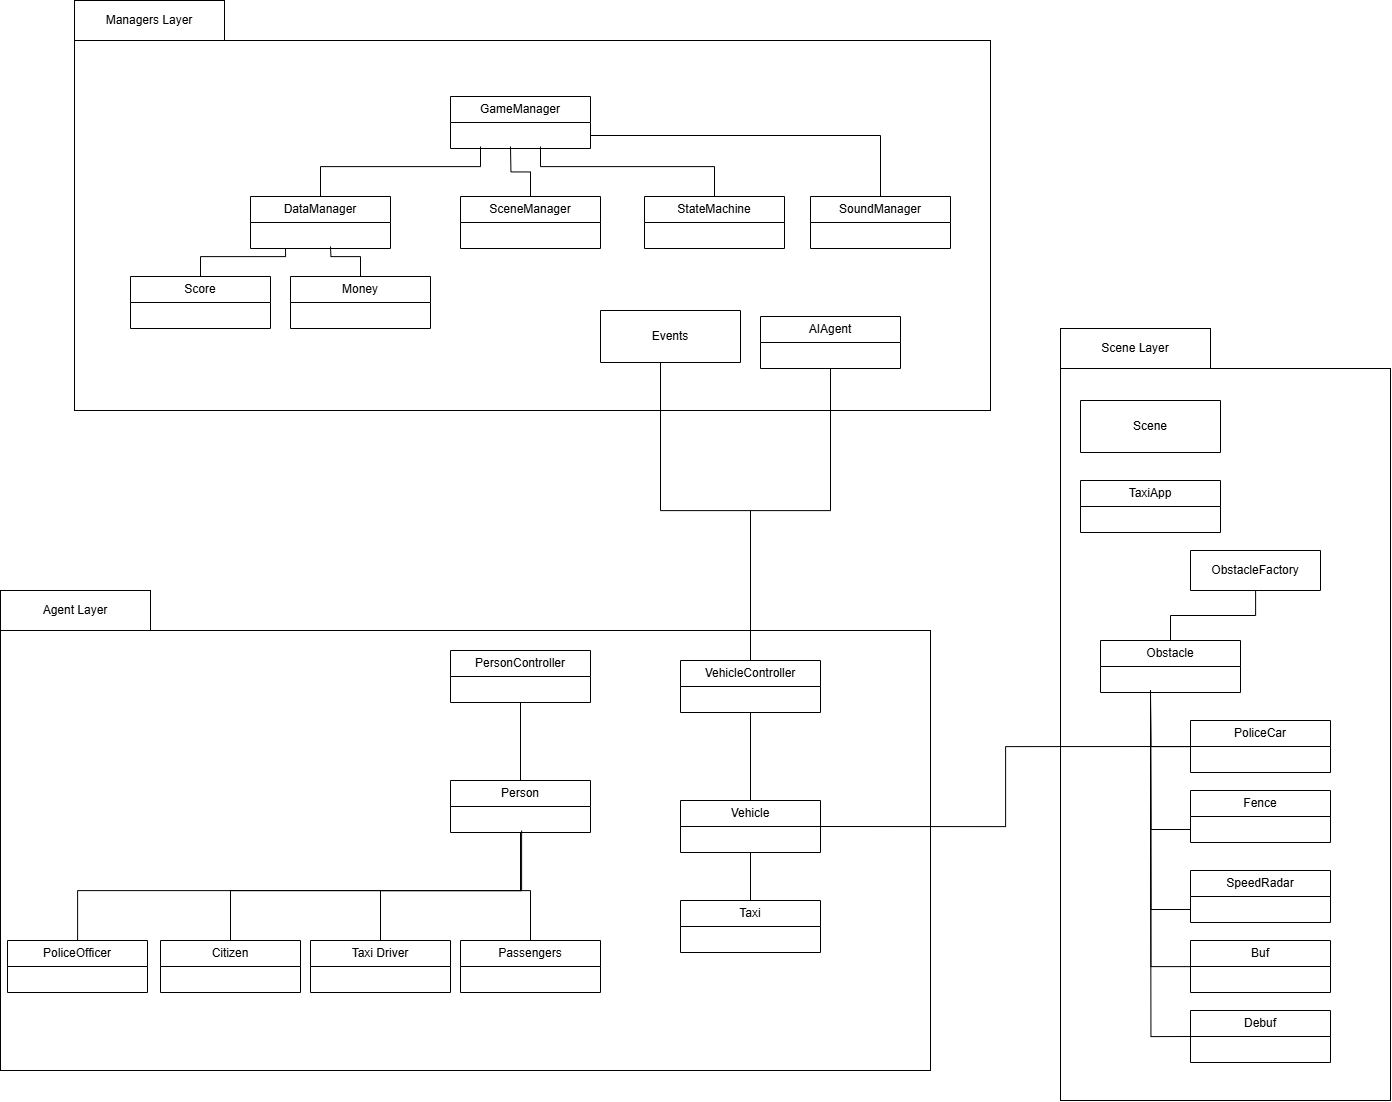 Managers Layer
GameManager
DataManager
SceneManager
StateMachine
SoundManager
Score
Money
Events
AIAgent
Scene Layer
Scene
TaxiApp
ObstacleFactory
Obstacle
PoliceCar
Fence
SpeedRadar
Buf
Debuf
Agent Layer
PersonController
VehicleController
Person
Vehicle
Taxi
PoliceOfficer
Citizen
Taxi Driver
Passengers